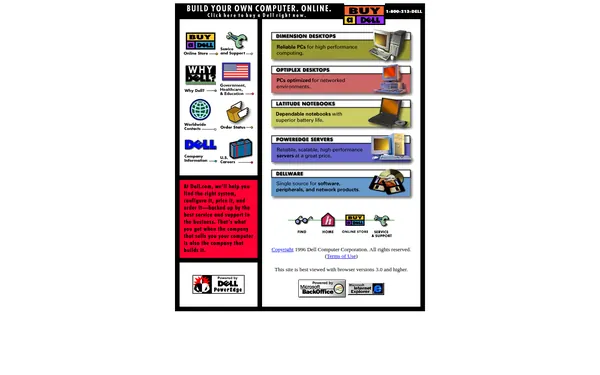 BUILD YOUR OWN COMPUTER. ONLINE.
Click here to buy a Dell right now.
BUY a DELL
1-800-213-DELL
BUY a DELL
Online Store
Service and Support
WHY DELL?
Why Dell?
Government, Healthcare, & Education
Worldwide Contacts
Order Status
DELL
Company Information
U.S. Careers
At Dell.com, we'll help you
find the right system,
configure it, price it, and
order it—backed up by the
best service and support in
the business. That's what
you get when the company
that sells you your computer
is also the company that
builds it.
Powered by
DELL
PowerEdge
DIMENSION DESKTOPS
Reliable PCs for high performance
computing.
OPTIPLEX DESKTOPS
PCs optimized for networked
environments.
LATITUDE NOTEBOOKS
Dependable notebooks with
superior battery life.
POWEREDGE SERVERS
Reliable, scalable, high-performance
servers at a great price.
DELLWARE
Single source for software,
peripherals, and network products.
FIND
HOME
BUY a DELL
ONLINE STORE
SERVICE
& SUPPORT
Copyright 1996 Dell Computer Corporation. All rights reserved.
(Terms of Use)
This site is best viewed with browser versions 3.0 and higher.
Powered by
Microsoft
BackOffice
Microsoft
Internet
Explorer